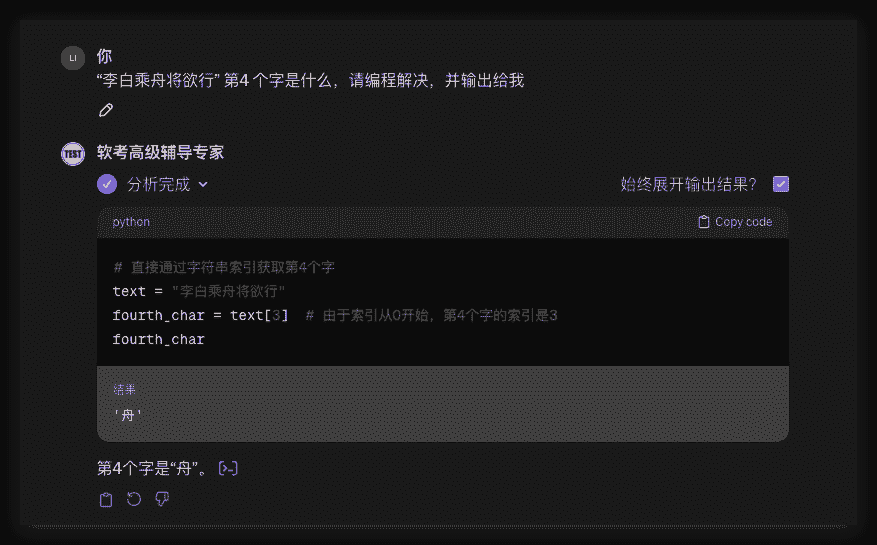 LI
你
“李白乘舟将欲行” 第4 个字是什么，请编程解决，并输出给我
TEST
软考高级辅导专家
分析完成
始终展开输出结果？
python
Copy code
# 直接通过字符串索引获取第4个字
text = "李白乘舟将欲行"
fourth_char = text[3]  # 由于索引从0开始，第4个字的索引是3
fourth_char
结果
'舟'
第4个字是“舟”。 [>-]